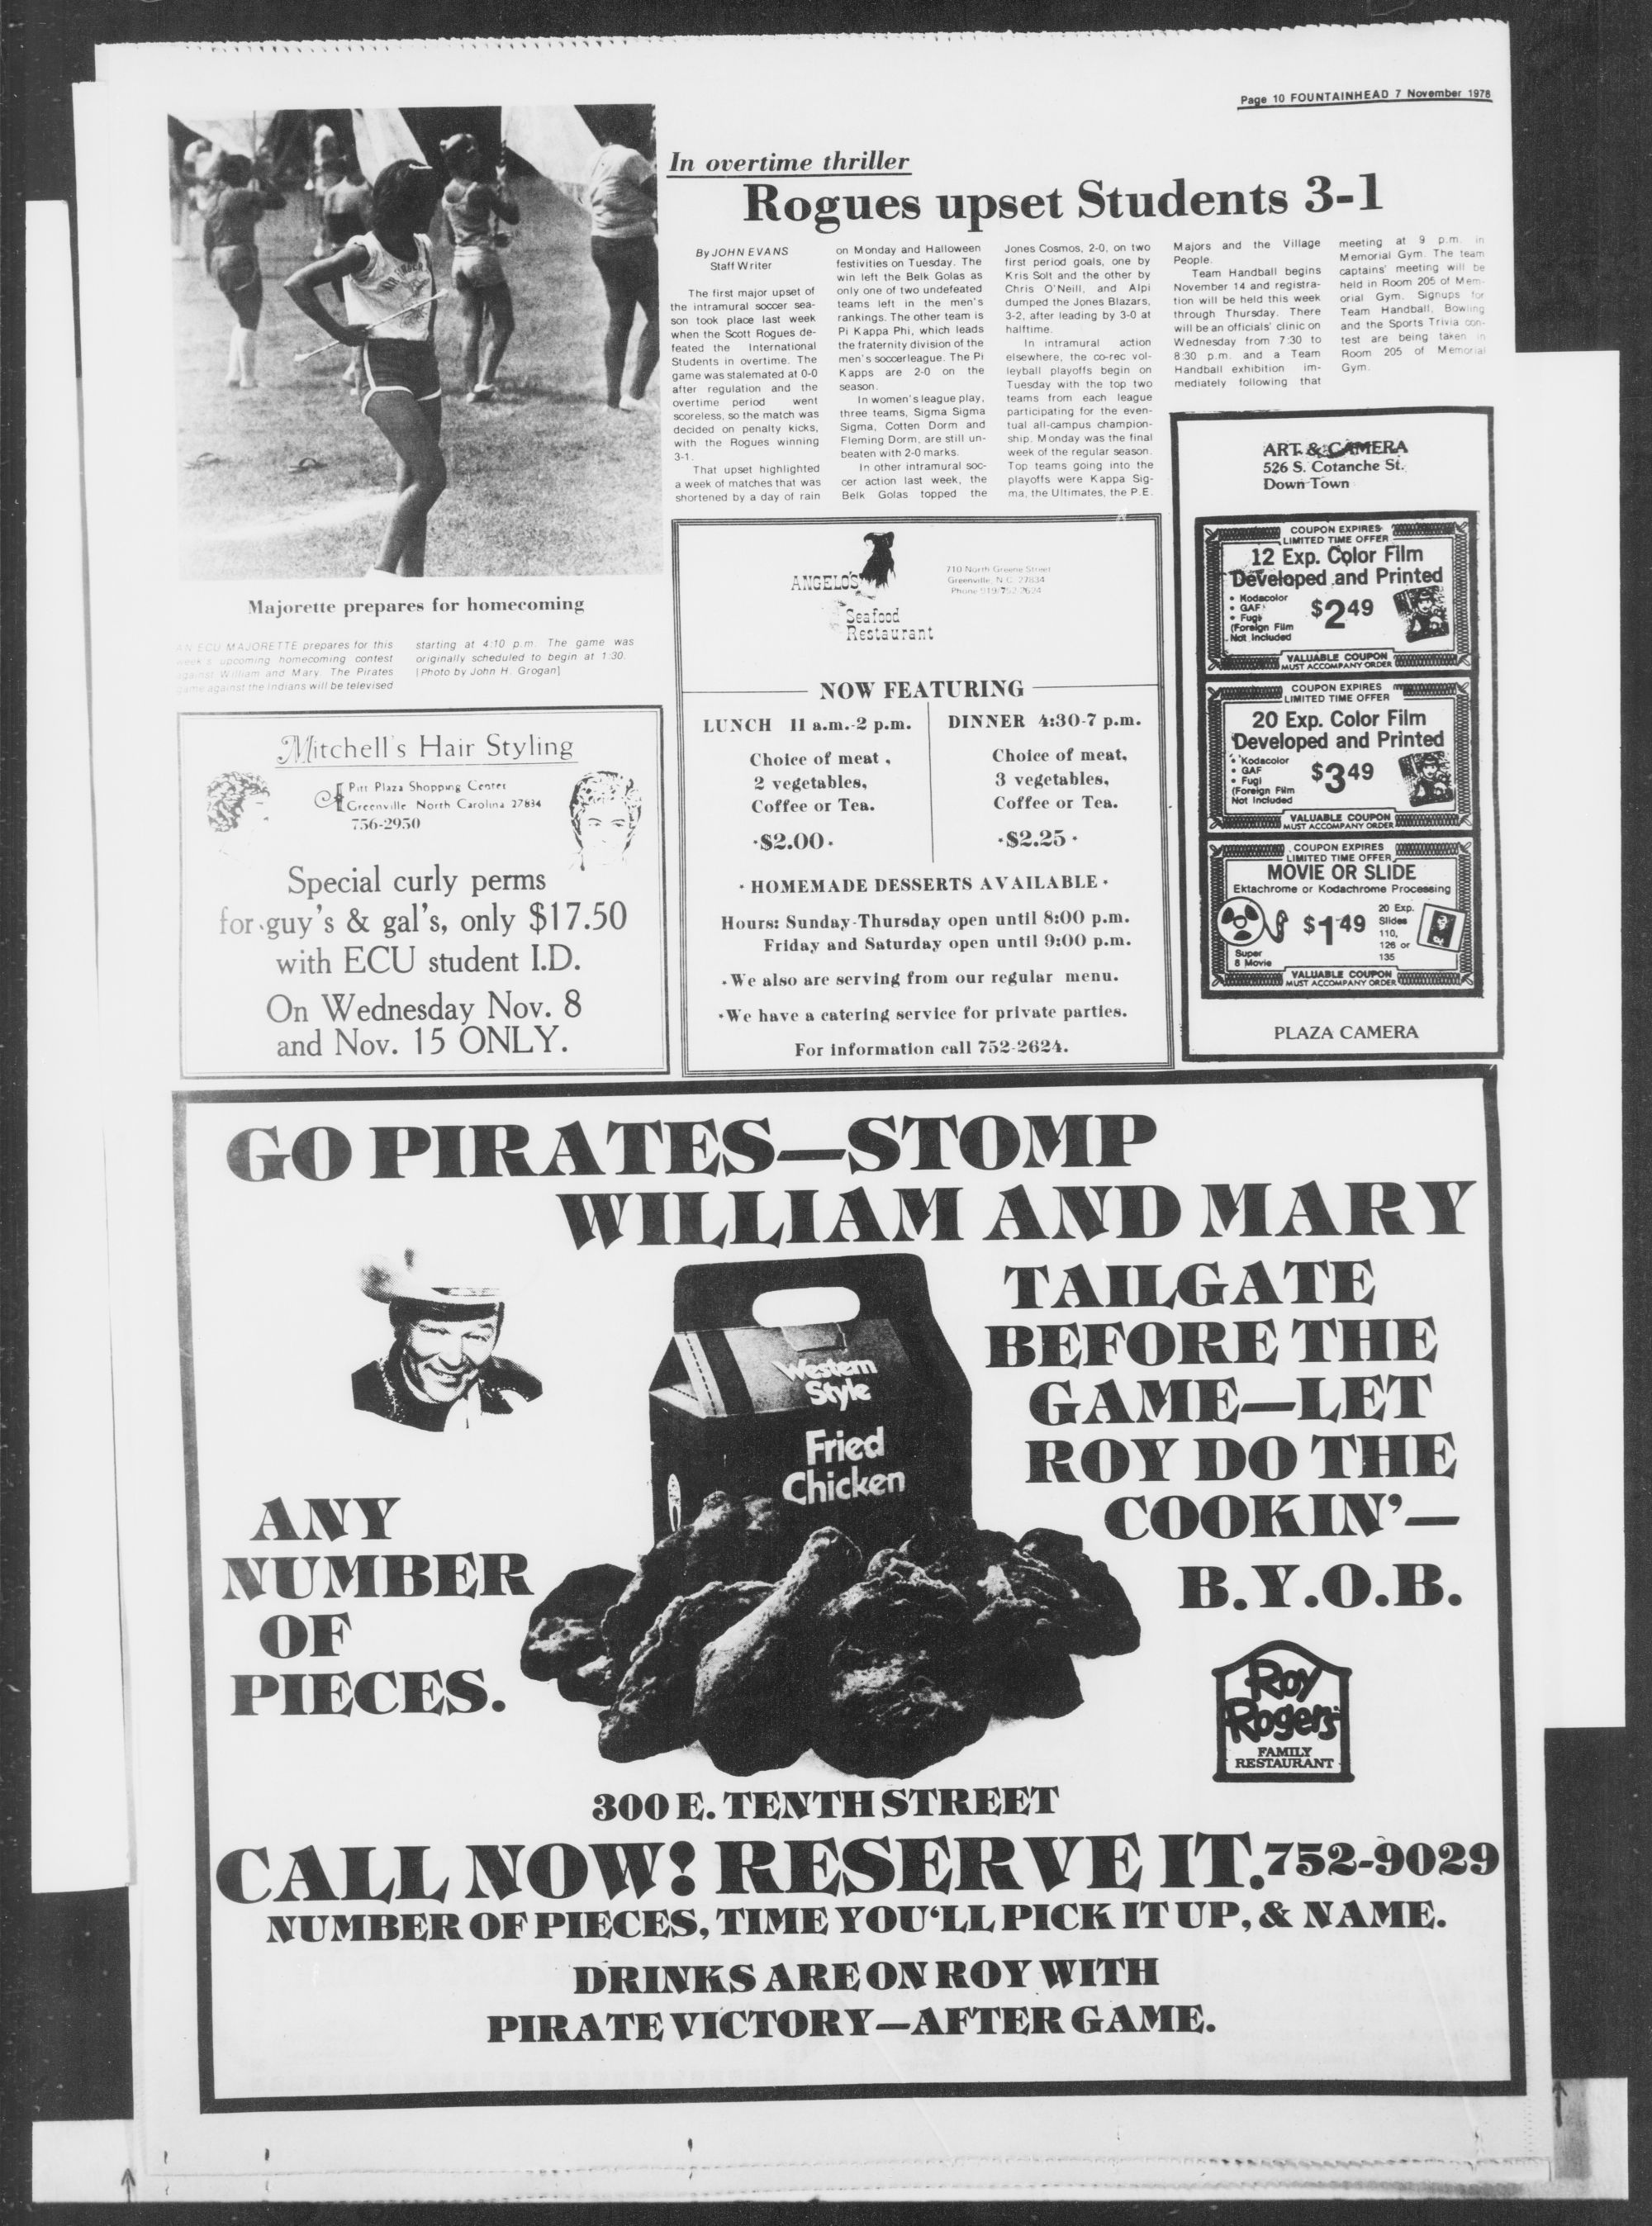 Page 10 FOUNTAINHEAD 7 November 1978
In overtime thriller
Rogues upset Students 3-1
By JOHN EVANS
Staff Writer
The first major upset of
the intramural soccer sea-
son took place last week
when the Scott Rogues de-
feated the International
Students in overtime. The
game was stalemated at 0-0
after regulation and the
overtime period went
scoreless, so the match was
decided on penalty kicks,
with the Rogues winning
3-1.
That upset highlighted
a week of matches that was
shortened by a day of rain
on Monday and Halloween
festivities on Tuesday. The
win left the Belk Golas as
only one of two undefeated
teams left in the men's
rankings. The other team is
Pi Kappa Phi, which leads
the fraternity division of the
men's soccerleague. The Pi
Kapps are 2-0 on the
season.
In women's league play,
three teams, Sigma Sigma
Sigma, Cotten Dorm and
Fleming Dorm, are still un-
beaten with 2-0 marks.
In other intramural soc-
cer action last week, the
Belk Golas topped the
Jones Cosmos, 2-0, on two
first period goals, one by
Kris Solt and the other by
Chris O'Neill, and Alpi
dumped the Jones Blazars,
3-2, after leading by 3-0 at
halftime.
In intramural action
elsewhere, the co-rec vol-
leyball playoffs begin on
Tuesday with the top two
teams from each league
participating for the even-
tual all-campus champion-
ship. Monday was the final
week of the regular season.
Top teams going into the
playoffs were Kappa Sig-
ma, the Ultimates, the P.E.
Majors and the Village
People.
Team Handball begins
November 14 and registra-
tion will be held this week
through Thursday. There
will be an officials' clinic on
Wednesday from 7:30 to
8:30 p.m. and a Team
Handball exhibition im-
mediately following that
meeting at 9 p.m. in
Memorial Gym. The team
captains' meeting will be
held in Room 205 of Mem-
orial Gym. Signups for
Team Handball, Bowling
and the Sports Trivia con-
test are being taken in
Room 205 of Memorial
Gym.
Majorette prepares for homecoming
AN ECU MAJORETTE prepares for this
week's upcoming homecoming contest
against William and Mary. The Pirates
game against the Indians will be televised
starting at 4:10 p.m. The game was
originally scheduled to begin at 1:30.
[Photo by John H. Grogan]
Mitchell's Hair Styling
Pitt Plaza Shopping Center
Greenville North Carolina 27834
756-2950
Special curly perms
for guy's & gal's, only $17.50
with ECU student I.D.
On Wednesday Nov. 8
and Nov. 15 ONLY.
ANGELO'S
Seafood
Restaurant
710 North Greene Street
Greenville, N.C. 27834
Phone 919/752-2624
NOW FEATURING
LUNCH 11 a.m.-2 p.m.
Choice of meat,
2 vegetables,
Coffee or Tea.
·$2.00·
DINNER 4:30-7 p.m.
Choice of meat,
3 vegetables,
Coffee or Tea.
·$2.25·
· HOMEMADE DESSERTS AVAILABLE ·
Hours: Sunday-Thursday open until 8:00 p.m.
Friday and Saturday open until 9:00 p.m.
·We also are serving from our regular menu.
·We have a catering service for private parties.
For information call 752-2624.
ART & CAMERA
526 S. Cotanche St.
Down Town
COUPON EXPIRES
LIMITED TIME OFFER
12 Exp. Color Film
Developed and Printed
• Kodacolor
• GAF
• Fugi
(Foreign Film
Not Included
$2 49
VALUABLE COUPON
MUST ACCOMPANY ORDER
COUPON EXPIRES
LIMITED TIME OFFER
20 Exp. Color Film
Developed and Printed
• Kodacolor
• GAF
• Fugi
(Foreign Film
Not Included
$3 49
VALUABLE COUPON
MUST ACCOMPANY ORDER
COUPON EXPIRES
LIMITED TIME OFFER
MOVIE OR SLIDE
Ektachrome or Kodachrome Processing
Super
8 Movie
$1 49
20 Exp.
Slides
110,
126 or
135
VALUABLE COUPON
MUST ACCOMPANY ORDER
PLAZA CAMERA
GO PIRATES—STOMP
WILLIAM AND MARY
TAILGATE
BEFORE THE
GAME—LET
ROY DO THE
COOKIN'—
B.Y.O.B.
Western
Style
Fried
Chicken
ANY
NUMBER
OF
PIECES.
Roy
Rogers
FAMILY
RESTAURANT
300 E. TENTH STREET
CALL NOW! RESERVE IT. 752-9029
NUMBER OF PIECES, TIME YOU'LL PICK IT UP, & NAME.
DRINKS ARE ON ROY WITH
PIRATE VICTORY—AFTER GAME.